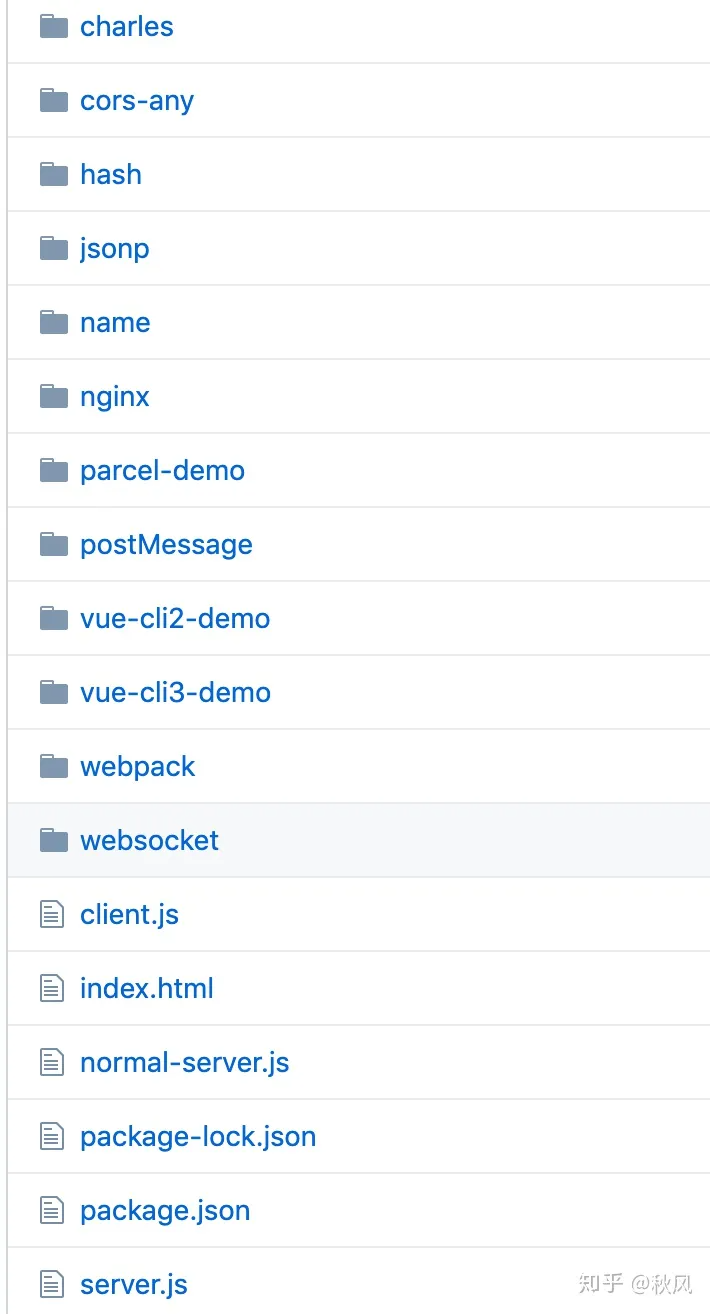 charles
cors-any
hash
jsonp
name
nginx
parcel-demo
postMessage
vue-cli2-demo
vue-cli3-demo
webpack
websocket
client.js
index.html
normal-server.js
package-lock.json
package.json
server.js
知乎 @秋风